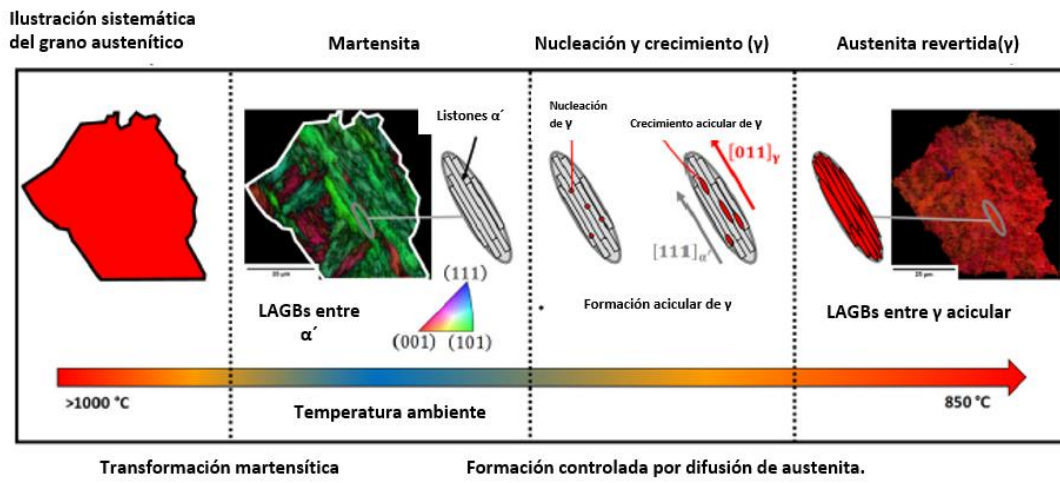 Ilustración sistemática
del grano austenítico
Martensita
Nucleación y crecimiento (γ)
Austenita revertida(γ)
Listones α´
Nucleación
de γ
Crecimiento acicular de γ
[011]γ
[111]α'
Formación acicular de γ
(111)
(001) (101)
LAGBs entre
α´
LAGBs entre γ acicular
>1000 °C
Temperatura ambiente
850 °C
Transformación martensítica
Formación controlada por difusión de austenita.